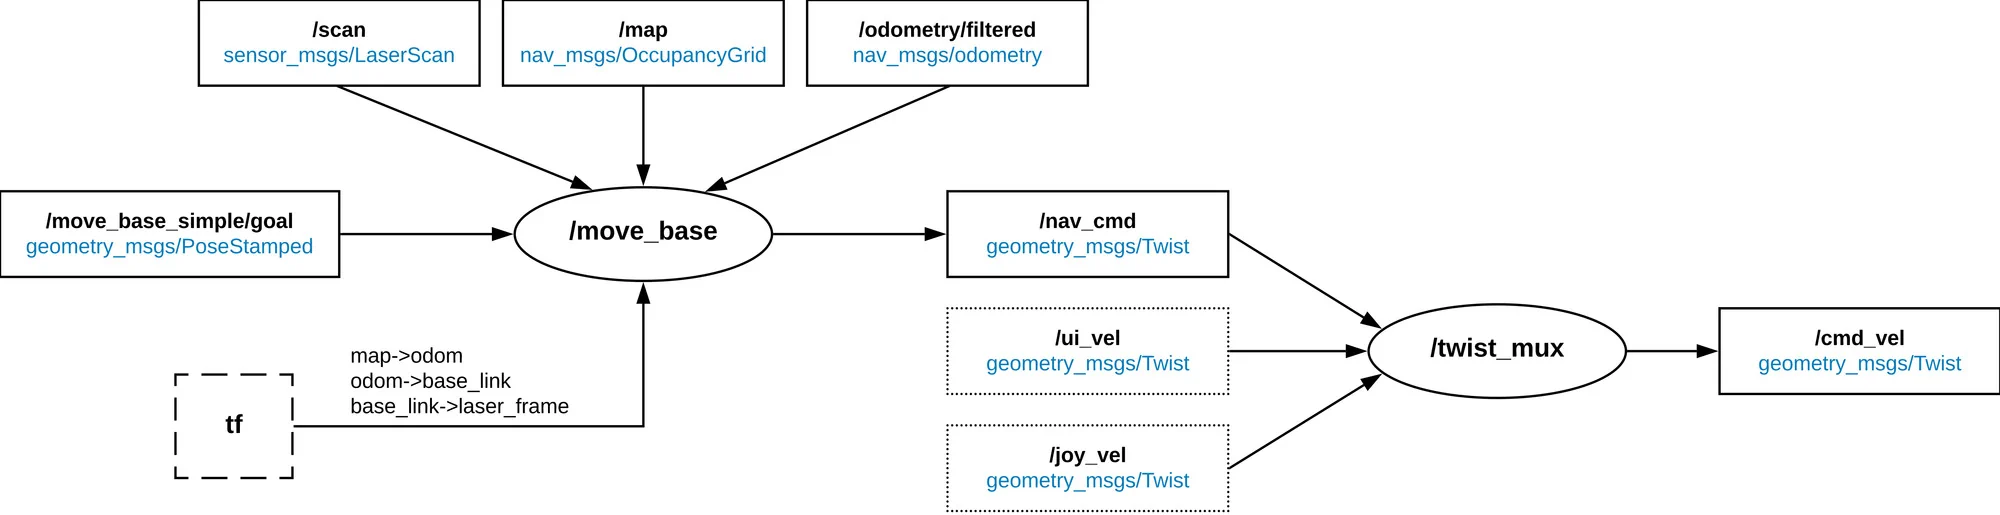 /scan
sensor_msgs/LaserScan
/map
nav_msgs/OccupancyGrid
/odometry/filtered
nav_msgs/odometry
/move_base_simple/goal
geometry_msgs/PoseStamped
/move_base
/nav_cmd
geometry_msgs/Twist
/ui_vel
geometry_msgs/Twist
/twist_mux
/cmd_vel
geometry_msgs/Twist
map->odom
odom->base_link
base_link->laser_frame
tf
/joy_vel
geometry_msgs/Twist